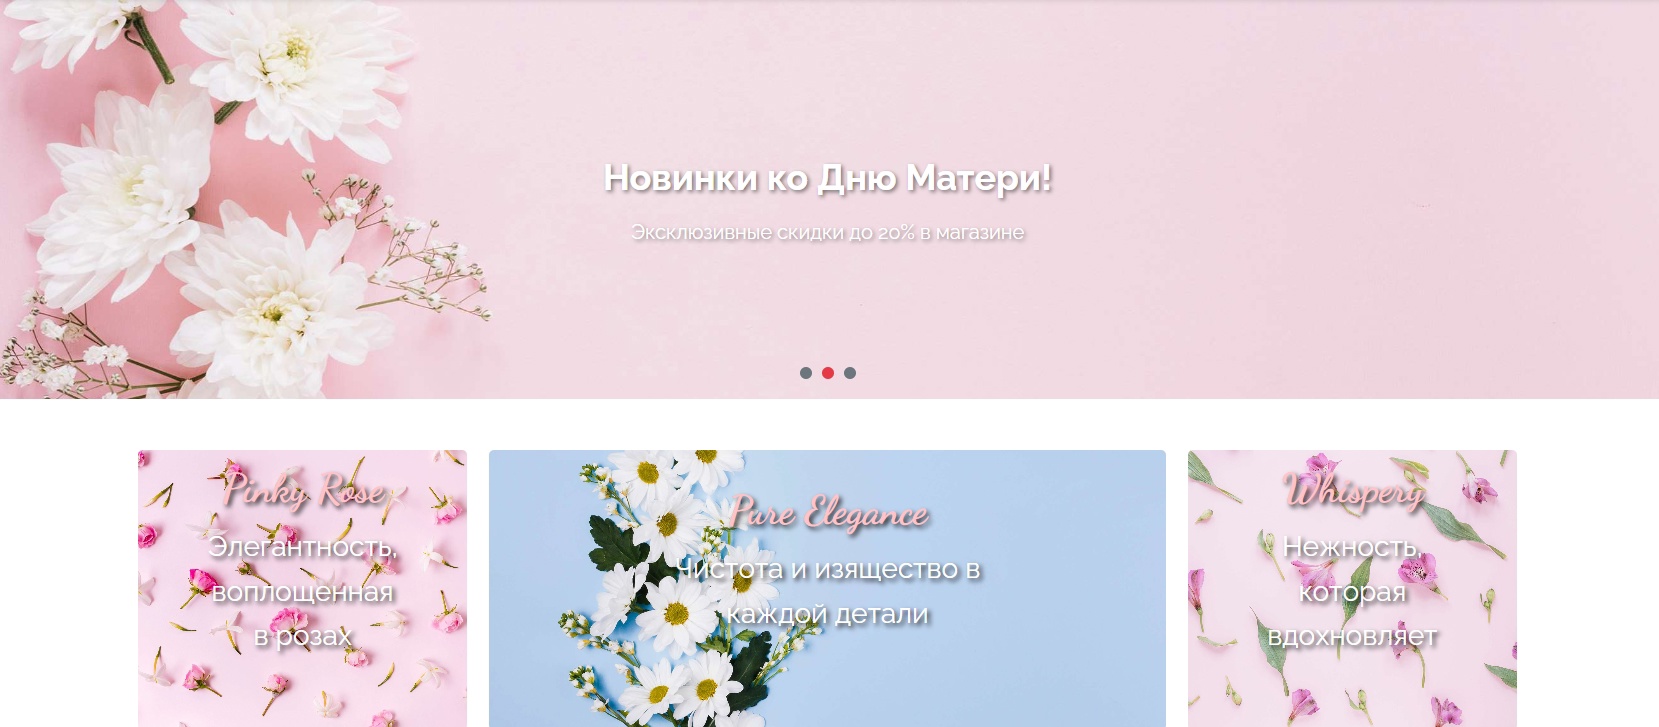 Новинки ко Дню Матери!
Эксклюзивные скидки до 20% в магазине
Pinky Rose
Элегантность,
воплощенная
в розах
Pure Elegance
Чистота и изящество в
каждой детали
Whispery
Нежность,
которая
вдохновляет